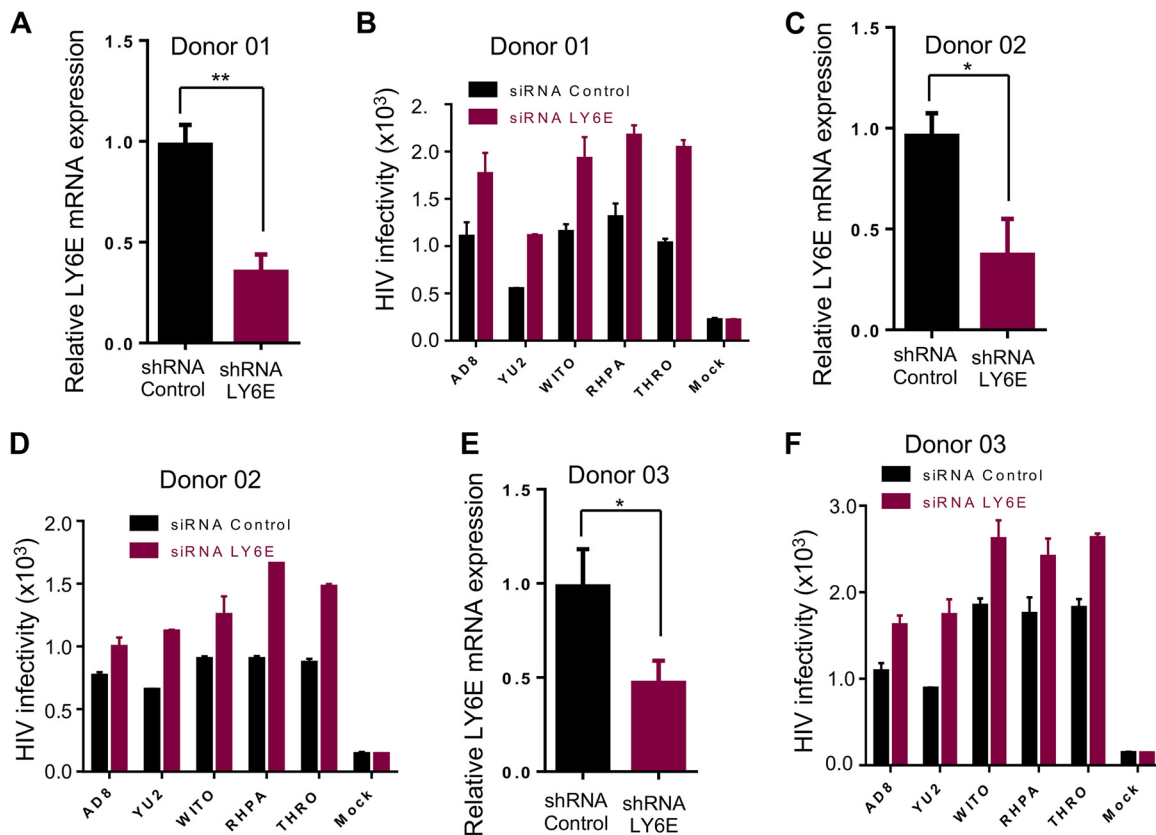 A
Donor 01
Relative LY6E mRNA expression
1.5
**
1.0
0.5
0.0
shRNA
Control
shRNA
LY6E
B
Donor 01
siRNA Control
siRNA LY6E
HIV infectivity (x10³)
2.
2.0
1.5
1.0
0.5
0.0
AD8
YU2
WITO
RHPA
THRO
Mock
C
Donor 02
Relative LY6E mRNA expression
1.5
*
1.0
0.5
0.0
shRNA
Control
shRNA
LY6E
D
Donor 02
siRNA Control
siRNA LY6E
HIV infectivity (x10³)
2.0
1.5
1.0
0.5
0.0
AD8
YU2
WITO
RHPA
THRO
Mock
E
Donor 03
Relative LY6E mRNA expression
1.5
*
1.0
0.5
0.0
shRNA
Control
shRNA
LY6E
F
Donor 03
siRNA Control
siRNA LY6E
HIV infectivity (x10³)
3.0
2.0
1.0
0.0
AD8
YU2
WITO
RHPA
THRO
Mock